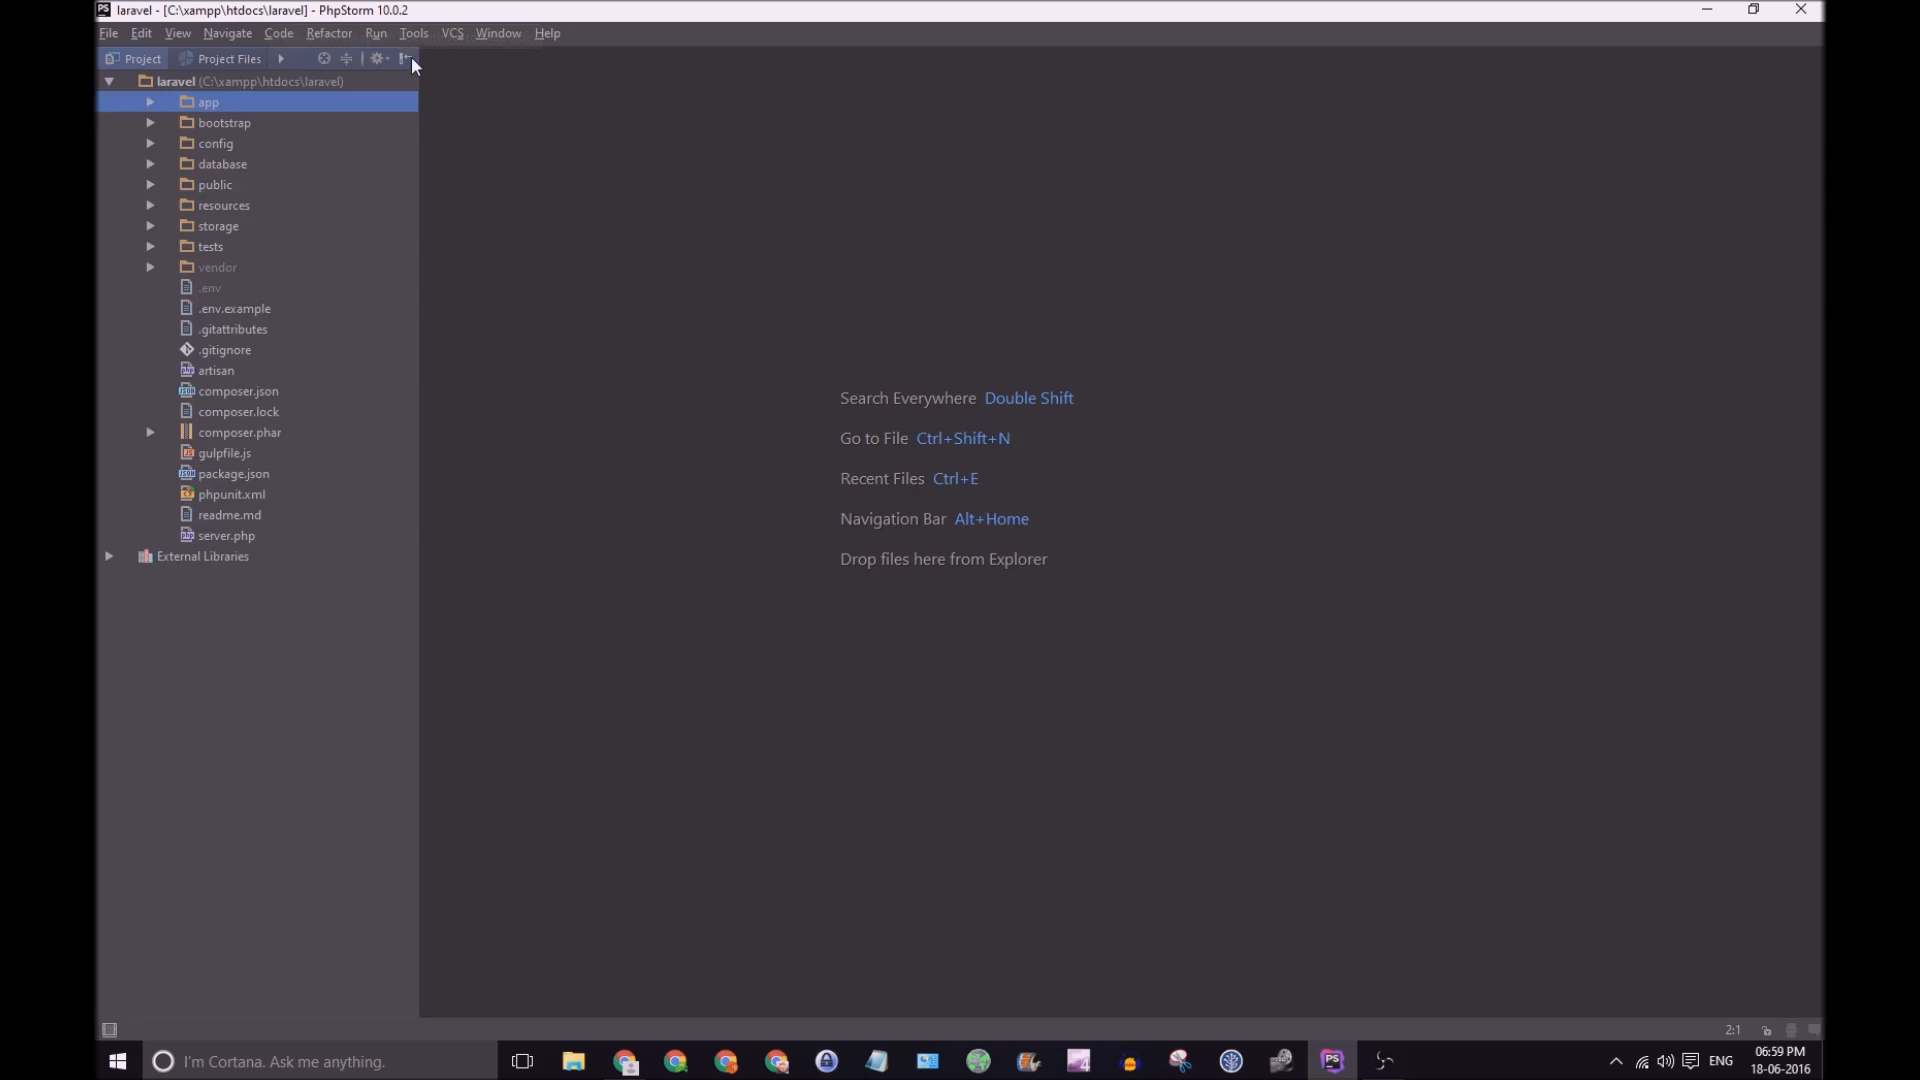 laravel - [C:\xampp\htdocs\laravel] - PhpStorm 10.0.2
File Edit View Navigate Code Refactor Run Tools VCS Window Help
Project Project Files
laravel (C:\xampp\htdocs\laravel)
app
bootstrap
config
database
public
resources
storage
tests
vendor
.env
.env.example
.gitattributes
.gitignore
artisan
composer.json
composer.lock
composer.phar
gulpfile.js
package.json
phpunit.xml
readme.md
server.php
External Libraries
Search Everywhere Double Shift
Go to File Ctrl+Shift+N
Recent Files Ctrl+E
Navigation Bar Alt+Home
Drop files here from Explorer
2:1
I'm Cortana. Ask me anything.
ENG
06:59 PM
18-06-2016